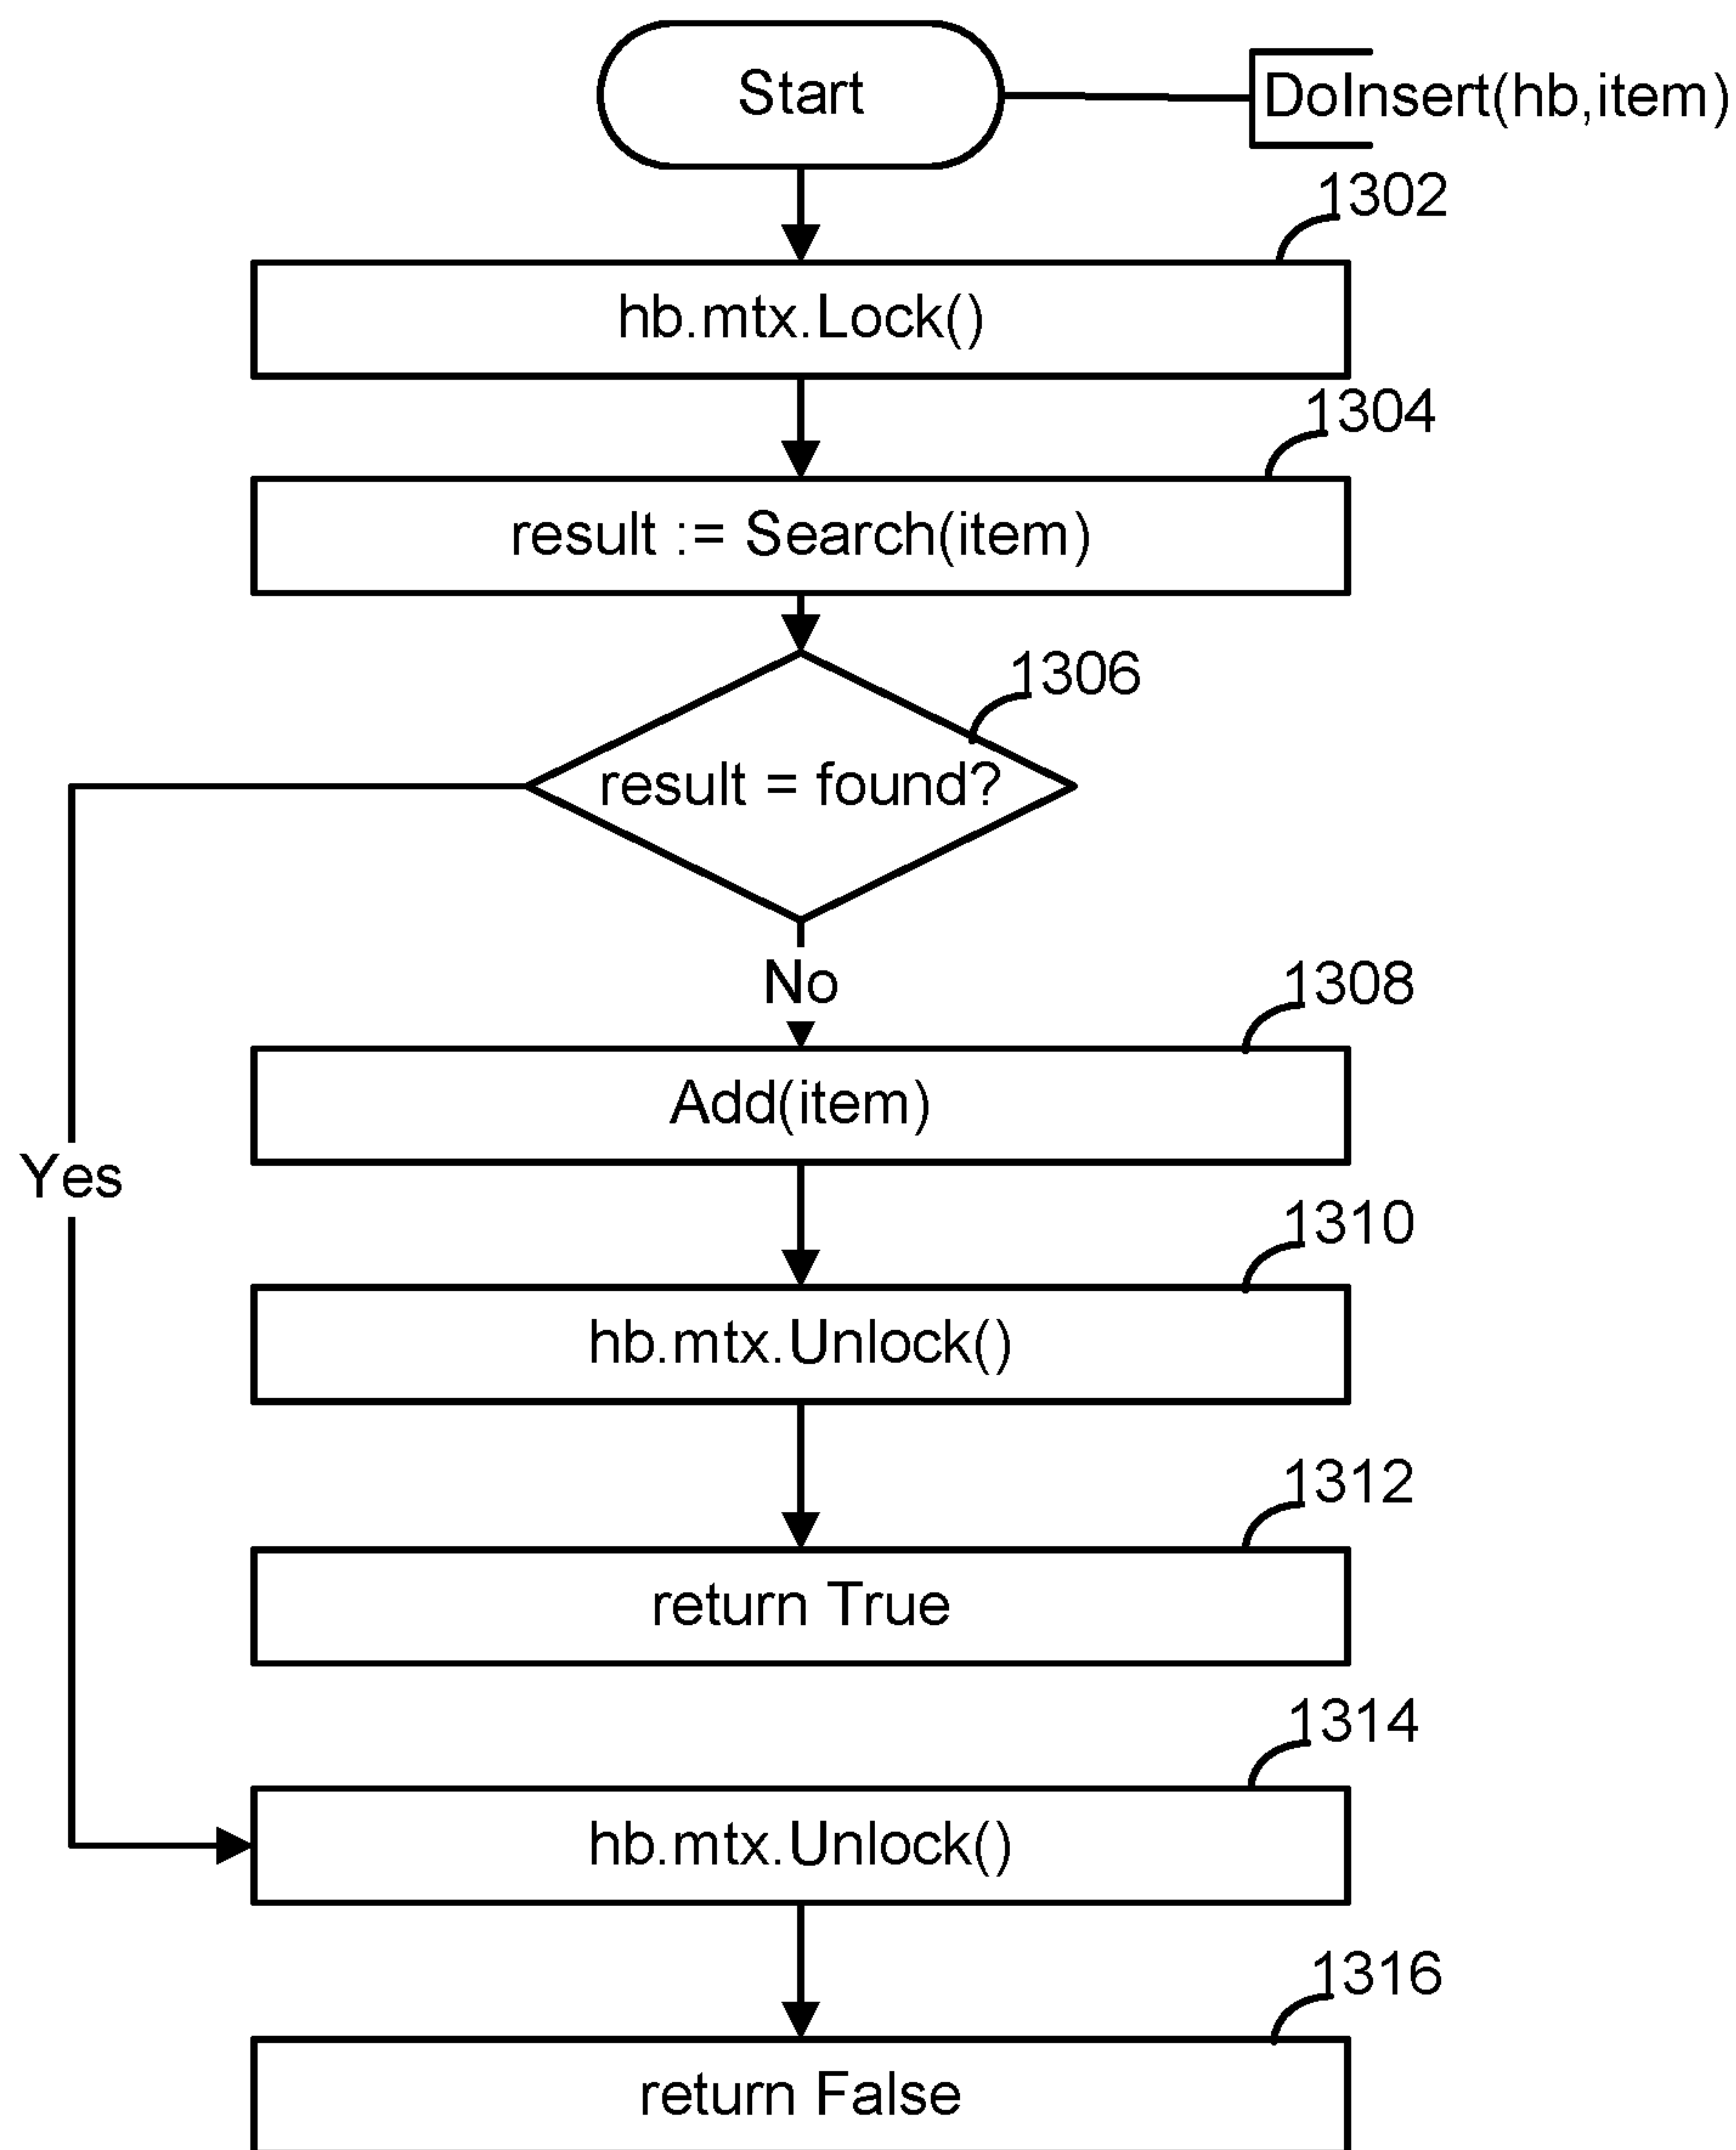 Start
DoInsert(hb,item)
1302
hb.mtx.Lock()
1304
result := Search(item)
1306
result = found?
No
1308
Add(item)
Yes
1310
hb.mtx.Unlock()
1312
return True
1314
hb.mtx.Unlock()
1316
return False